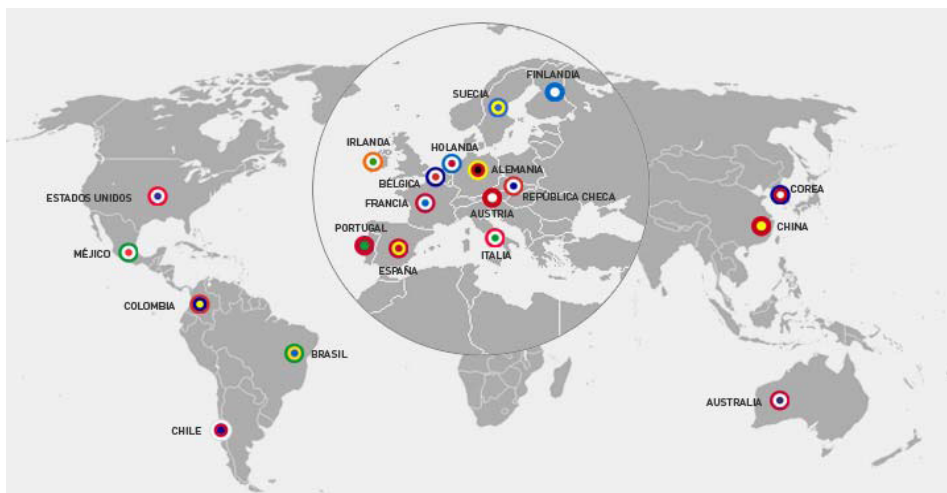 FINLANDIA
SUECIA
IRLANDA
HOLANDA
ALEMANIA
BÉLGICA
COREA
ESTADOS UNIDOS
REPÚBLICA CHECA
FRANCIA
AUSTRIA
PORTUGAL
CHINA
MÉJICO
ITALIA
ESPAÑA
COLOMBIA
BRASIL
AUSTRALIA
CHILE